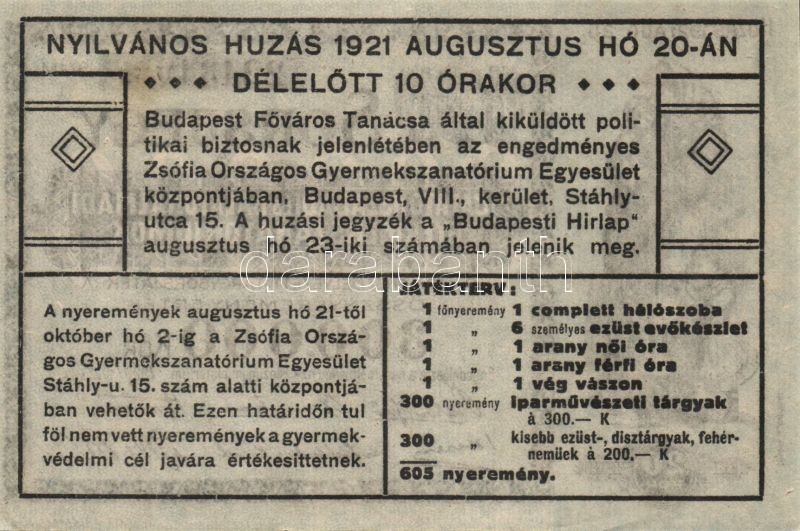 NYILVÁNOS HUZÁS 1921 AUGUSZTUS HÓ 20-ÁN
DÉLELŐTT 10 ÓRAKOR
Budapest Főváros Tanácsa által kiküldött poli-
tikai biztosnak jelenlétében az engedményes
Zsófia Országos Gyermekszanatórium Egyesület
központjában, Budapest, VIII., kerület, Stáhly-
utca 15. A huzási jegyzék a „Budapesti Hirlap"
augusztus hó 23-iki számában jelenik meg.
darabanth
A nyeremények augusztus hó 21-től
október hó 2-ig a Zsófia Orszá-
gos Gyermekszanatórium Egyesület
Stáhly-u. 15. szám alatti központjá-
ban vehetők át. Ezen határidőn tul
föl nem vett nyeremények a gyermek-
védelmi cél javára értékesittetnek.
JÁTÉKTERV:
1 főnyeremény 1 complett hálószoba
1 „ 6 személyes ezüst evőkészlet
1 „ 1 arany női óra
1 „ 1 arany férfi óra
1 „ 1 vég vászon
300 nyeremény iparművészeti tárgyak
à 300.— K
300 „ kisebb ezüst-, disztárgyak, fehér-
neműek à 200.— K
605 nyeremény.